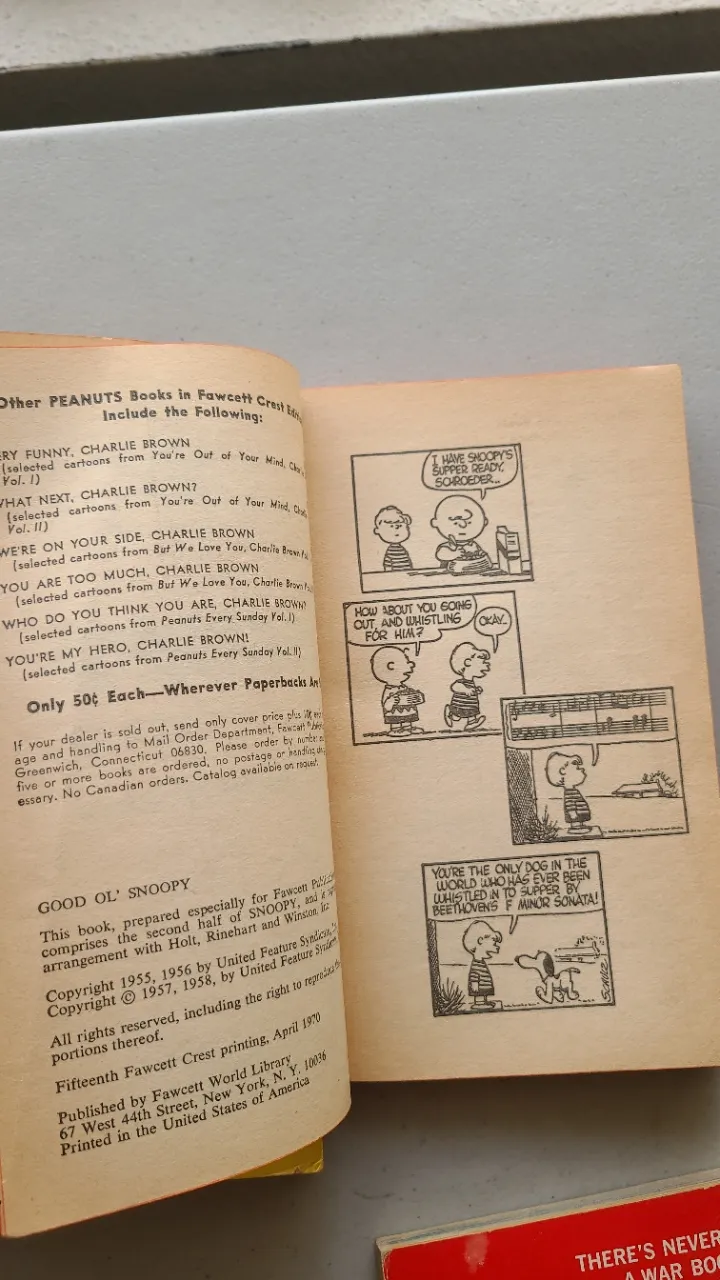 Other PEANUTS Books in Fawcett Crest
Include the Following:
RY FUNNY, CHARLIE BROWN
(selected cartoons from You're Out of Your Mind,
Vol. I)
WHAT NEXT, CHARLIE BROWN?
(selected cartoons from You're Out of Your Mind,
Vol. II)
WE'RE ON YOUR SIDE, CHARLIE BROWN
(selected cartoons from But We Love You, Charlie Brown
YOU ARE TOO MUCH, CHARLIE BROWN
(selected cartoons from But We Love You, Charlie Brown
WHO DO YOU THINK YOU ARE, CHARLIE BROWN?
(selected cartoons from Peanuts Every Sunday Vol. I)
YOU'RE MY HERO, CHARLIE BROWN!
(selected cartoons from Peanuts Every Sunday Vol. II)
Only 50¢ Each—Wherever Paperbacks
If your dealer is sold out, send only cover price plus
age and handling to Mail Order Department, Fawcett
Greenwich, Connecticut 06830. Please order by number
five or more books are ordered, no postage or handling
essary. No Canadian orders. Catalog available on request.
GOOD OL' SNOOPY
This book, prepared especially for Fawcett
comprises the second half of SNOOPY, and
arrangement with Holt, Rinehart and Winston, Inc.
Copyright 1955, 1956 by United Feature Syndicate,
Copyright © 1957, 1958, by United Feature
All rights reserved, including the right to reproduce
portions thereof.
Fifteenth Fawcett Crest printing, April 1970
Published by Fawcett World Library
67 West 44th Street, New York, N. Y. 10036
Printed in the United States of America
I HAVE SNOOPY'S
SUPPER READY,
SCHROEDER...
HOW ABOUT YOU GOING
OUT, AND WHISTLING
FOR HIM?
OKAY.
YOU'RE THE ONLY DOG IN THE
WORLD WHO HAS EVER BEEN
WHISTLED IN TO SUPPER BY
BEETHOVEN'S F MINOR SONATA!
SCHULZ
THERE'S NEVER
A WAR BOO